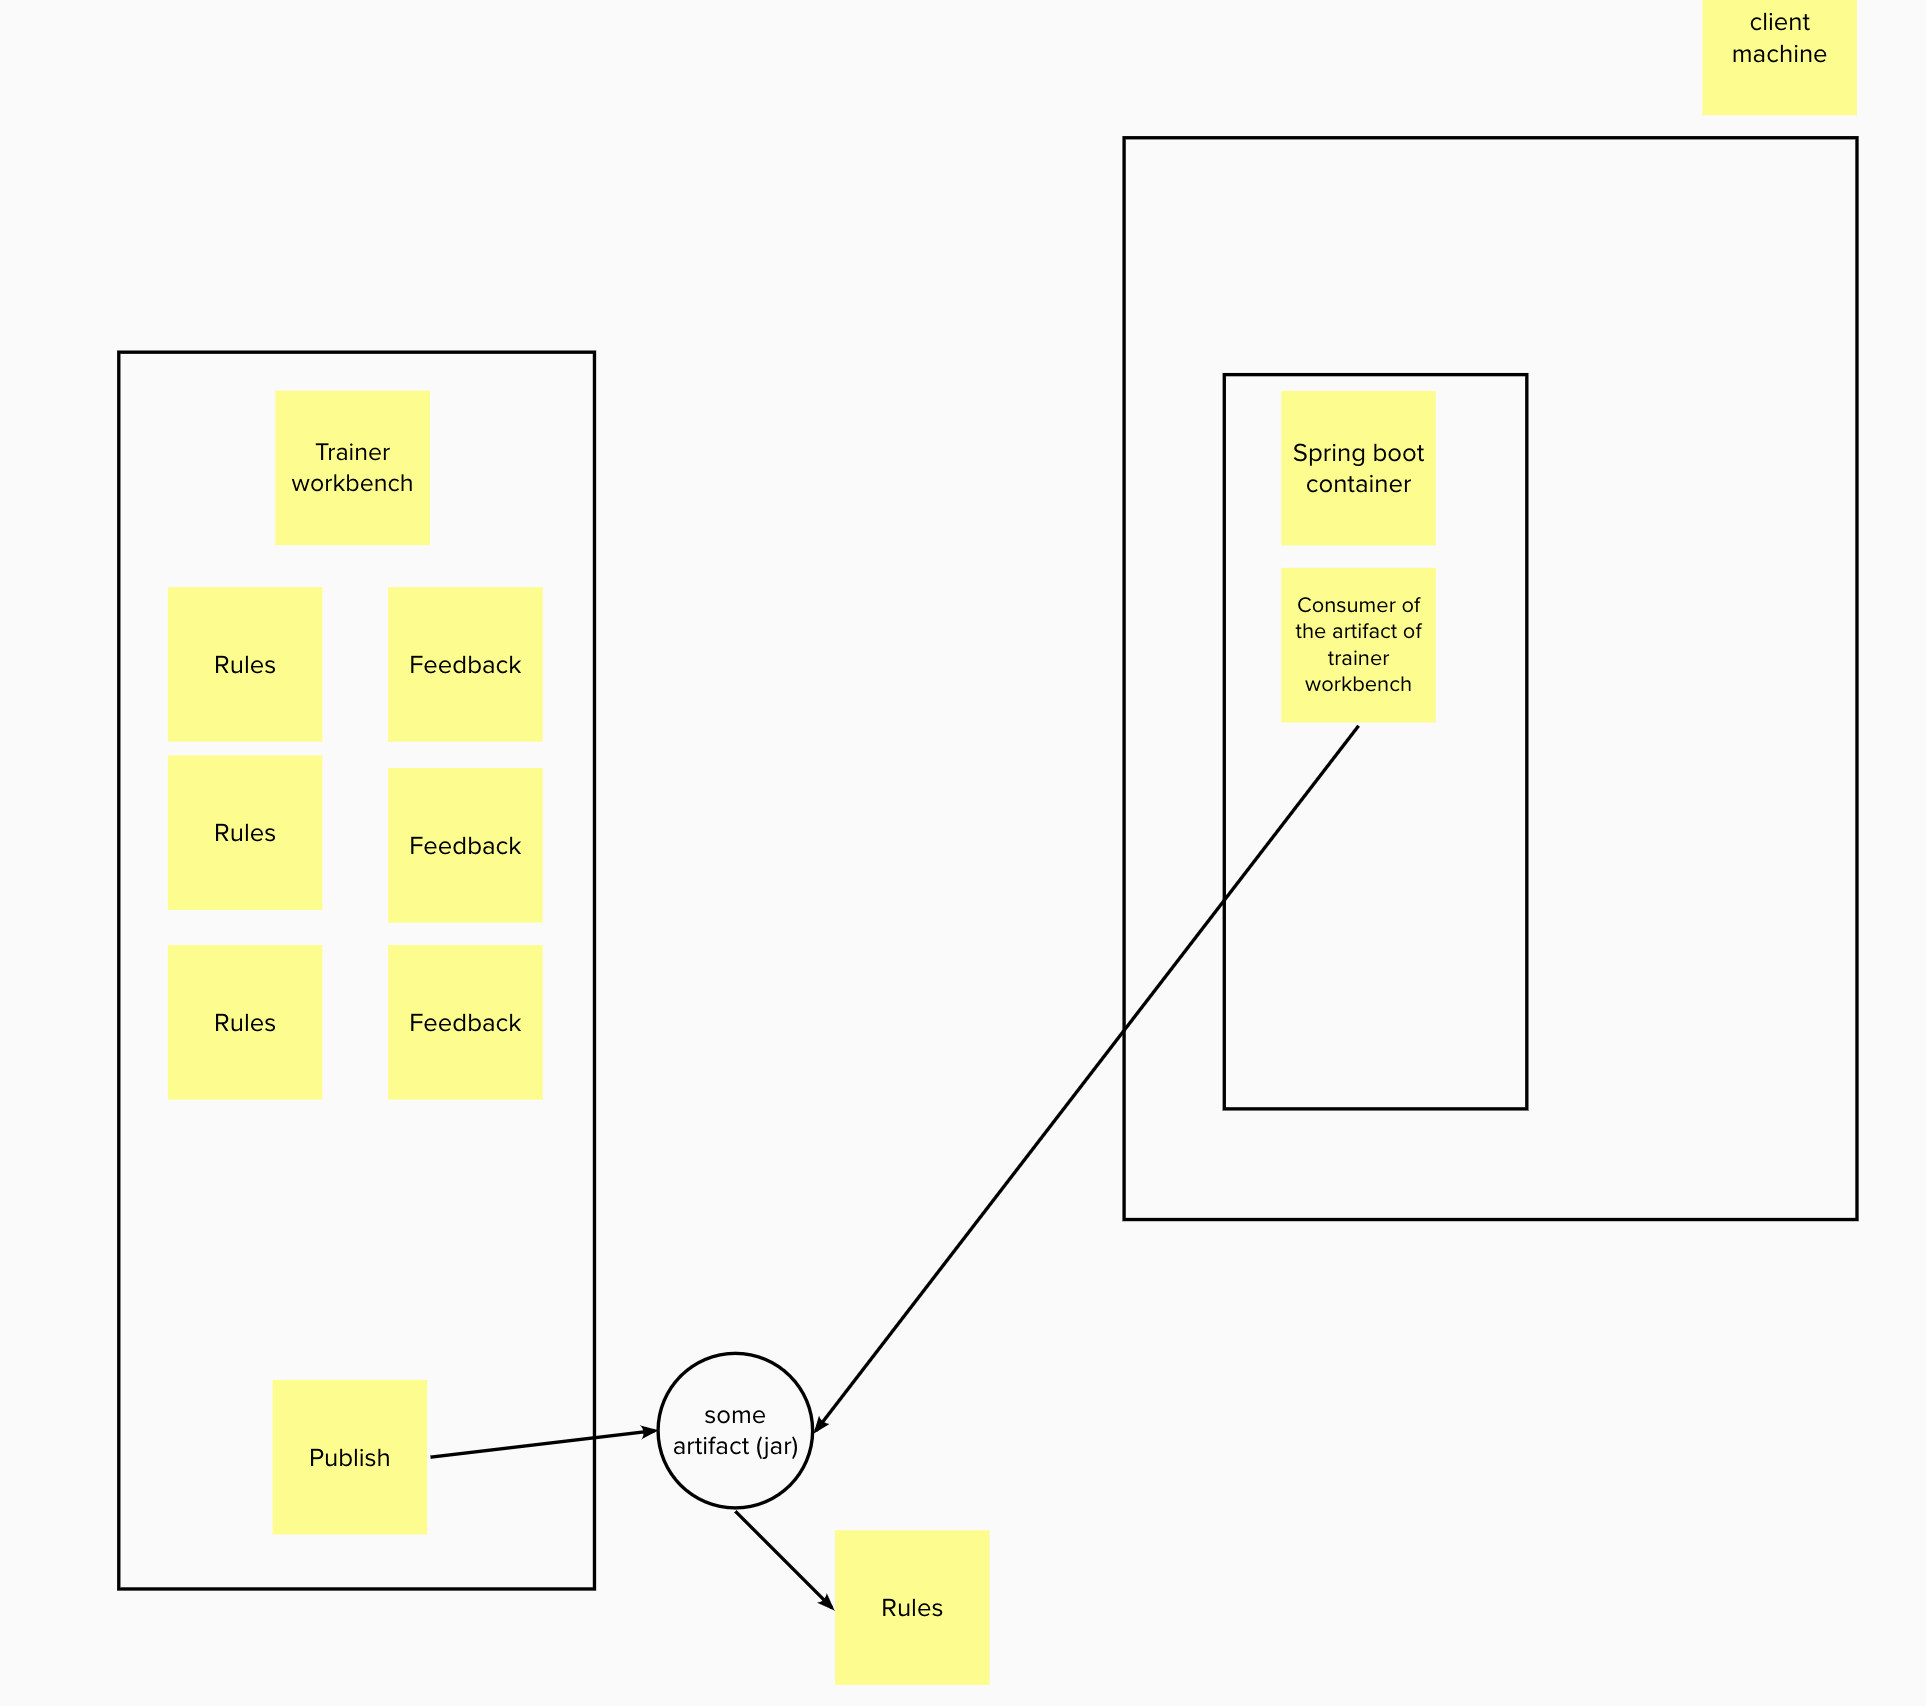 client
machine
Trainer
workbench
Rules
Feedback
Rules
Feedback
Rules
Feedback
Publish
Spring boot
container
Consumer of
the artifact of
trainer
workbench
some
artifact (jar)
Rules